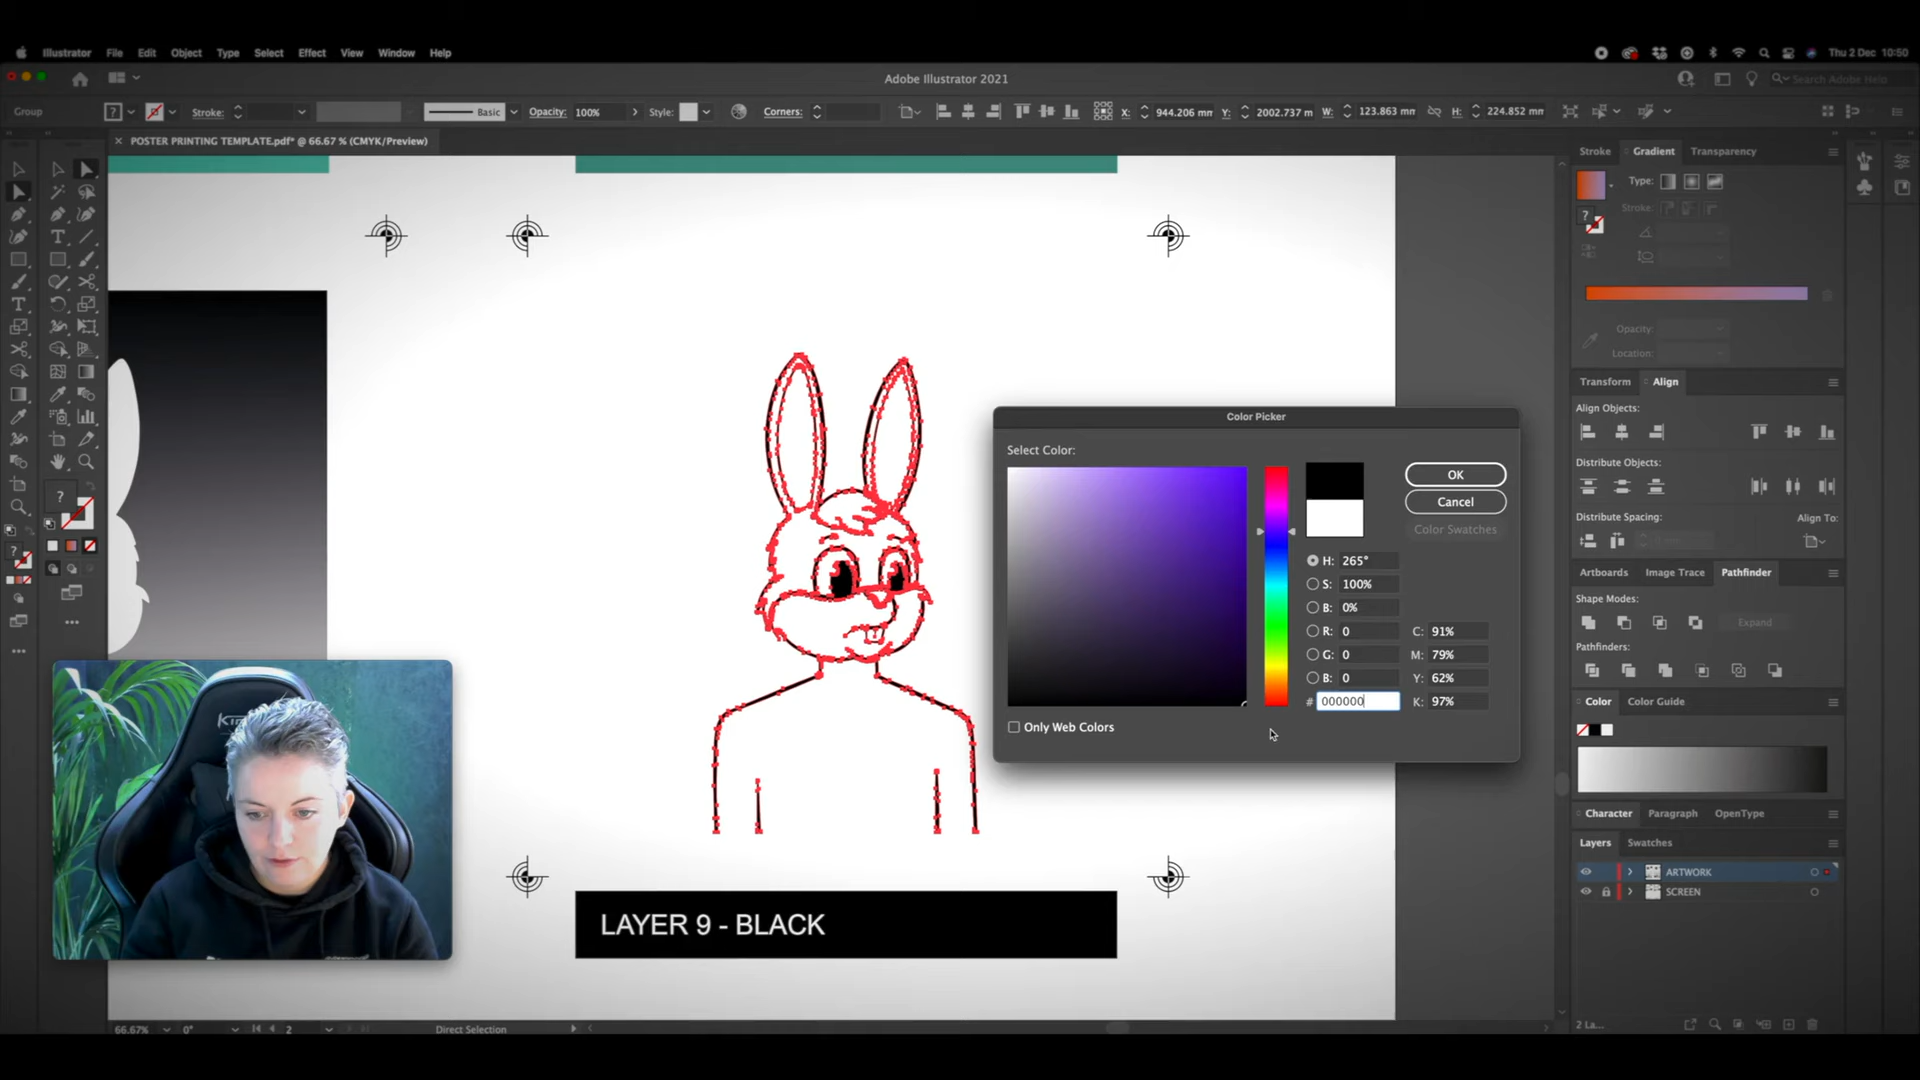 Illustrator File Edit Object Type Select Effect View Window Help
Thu 2 Dec 10:50
Adobe Illustrator 2021
Search Adobe Help
Group ? Stroke: Basic Opacity: 100% Style: Corners: X: 944.206 mm Y: 2002.737 m W: 123.863 mm H: 224.852 mm
× POSTER PRINTING TEMPLATE.pdf* @ 66.67 % (CMYK/Preview)
Stroke Gradient Transparency
Type:
Stroke:
Opacity:
Location:
Transform Align
Align Objects:
Distribute Objects:
Distribute Spacing:
Align To:
Artboards Image Trace Pathfinder
Shape Modes:
Expand
Pathfinders:
Color Color Guide
Character Paragraph OpenType
Layers Swatches
ARTWORK
SCREEN
2 La...
Color Picker
Select Color:
OK
Cancel
Color Swatches
H: 265°
S: 100%
B: 0%
R: 0 C: 91%
G: 0 M: 79%
B: 0 Y: 62%
# 000000 K: 97%
Only Web Colors
LAYER 9 - BLACK
66.67% 0° 2 Direct Selection